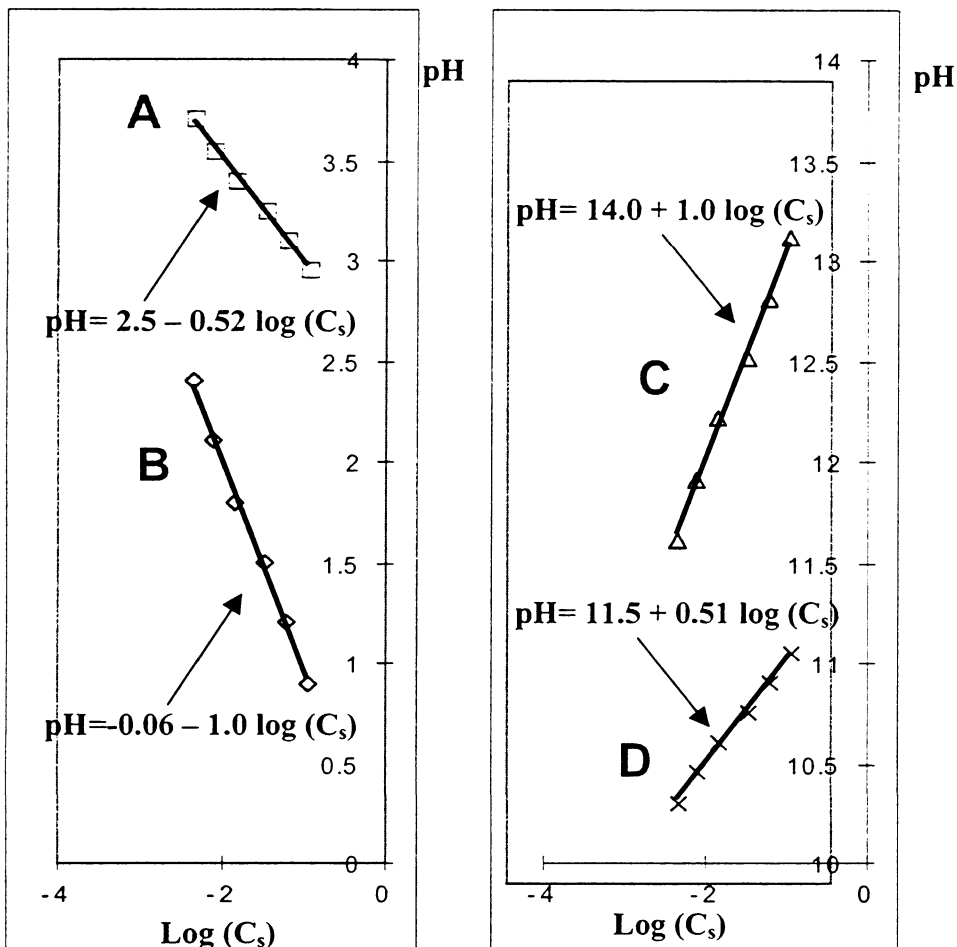 4
pH
A
3.5
3
pH= 2.5 – 0.52 log (Cₛ)
2.5
B
2
1.5
1
pH=-0.06 – 1.0 log (Cₛ)
0.5
0
-4
-2
0
Log (Cₛ)
14
pH
13.5
pH= 14.0 + 1.0 log (Cₛ)
13
12.5
C
12
11.5
pH= 11.5 + 0.51 log (Cₛ)
11
D
10.5
10
-4
-2
0
Log (Cₛ)